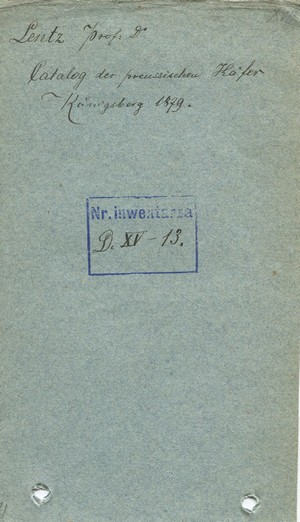 Lentz Prof: Dr
Catalog der preussischen Käfer
Königsberg 1879.
Nr. inwentarza
D. XV - 13.